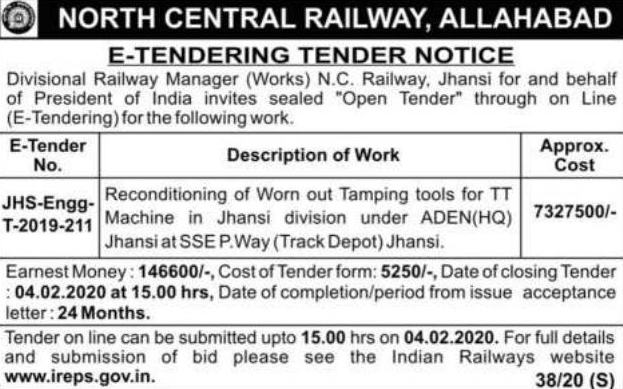 NORTH CENTRAL RAILWAY, ALLAHABAD
E-TENDERING TENDER NOTICE
Divisional Railway Manager (Works) N.C. Railway, Jhansi for and behalf
of President of India invites sealed "Open Tender" through on Line
(E-Tendering) for the following work.
E-Tender No.
Description of Work
Approx. Cost
JHS-Engg-
T-2019-211
Reconditioning of Worn out Tamping tools for TT
Machine in Jhansi division under ADEN(HQ)
Jhansi at SSE P.Way (Track Depot) Jhansi.
7327500/-
Earnest Money : 146600/-, Cost of Tender form: 5250/-, Date of closing Tender
: 04.02.2020 at 15.00 hrs, Date of completion/period from issue acceptance
letter : 24 Months.
Tender on line can be submitted upto 15.00 hrs on 04.02.2020. For full details
and submission of bid please see the Indian Railways website
www.ireps.gov.in. 38/20 (S)